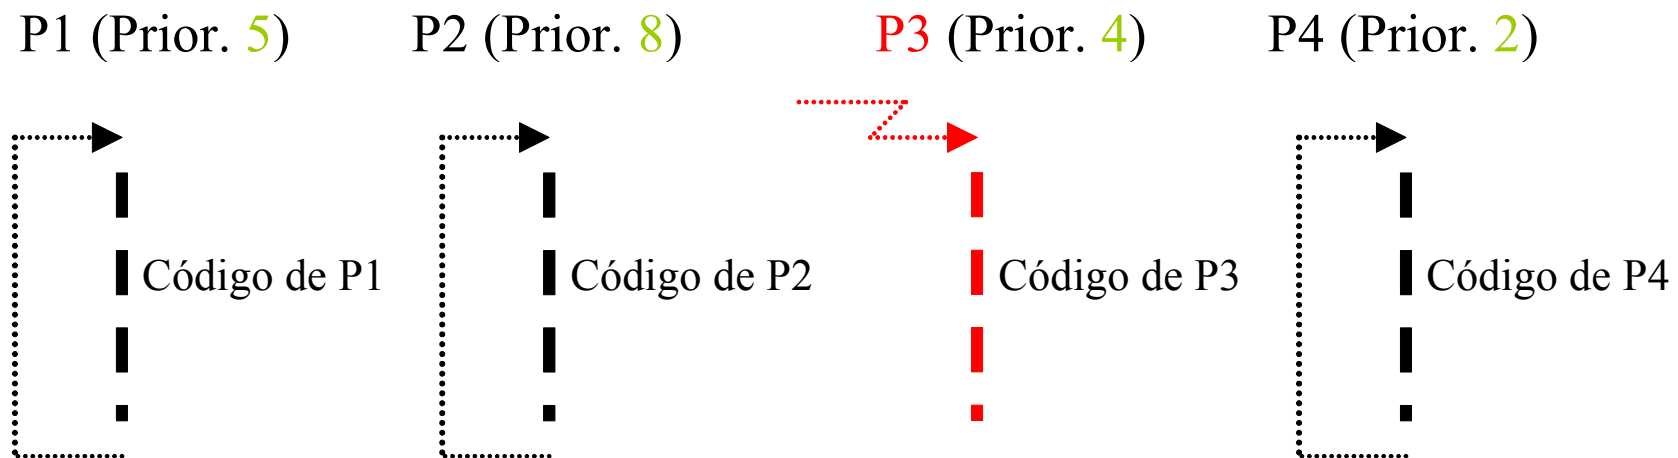 P1 (Prior. 5) P2 (Prior. 8) P3 (Prior. 4) P4 (Prior. 2)
Código de P1 Código de P2 Código de P3 Código de P4